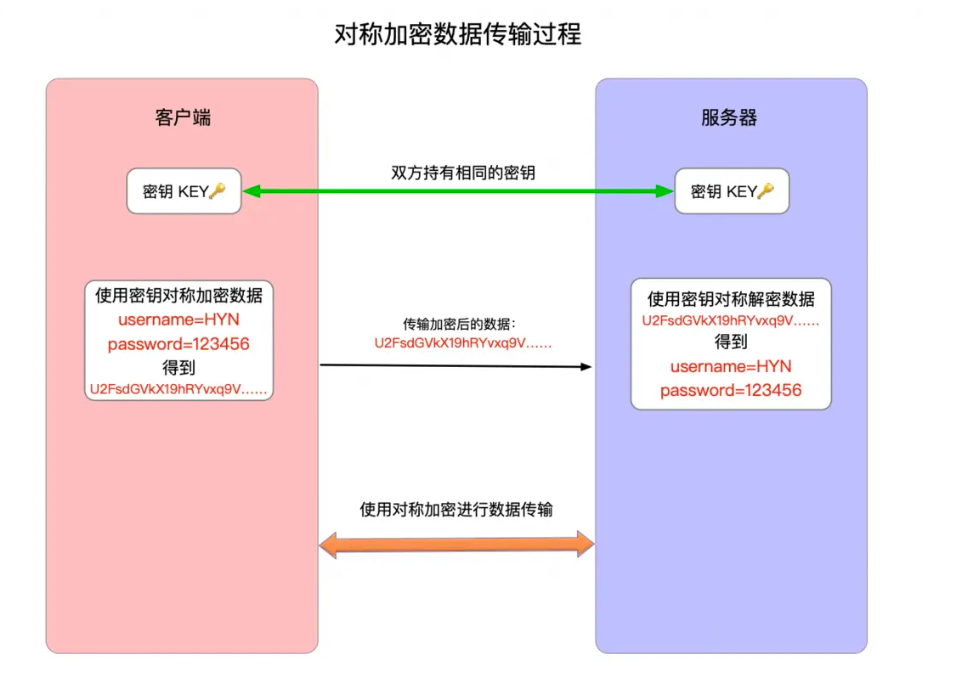 对称加密数据传输过程
客户端
服务器
双方持有相同的密钥
密钥 KEY🔑
密钥 KEY🔑
使用密钥对称加密数据
username=HYN
password=123456
得到
U2FsdGVkX19hRYvxq9V……
传输加密后的数据：
U2FsdGVkX19hRYvxq9V……
使用密钥对称解密数据
U2FsdGVkX19hRYvxq9V……
得到
username=HYN
password=123456
使用对称加密进行数据传输